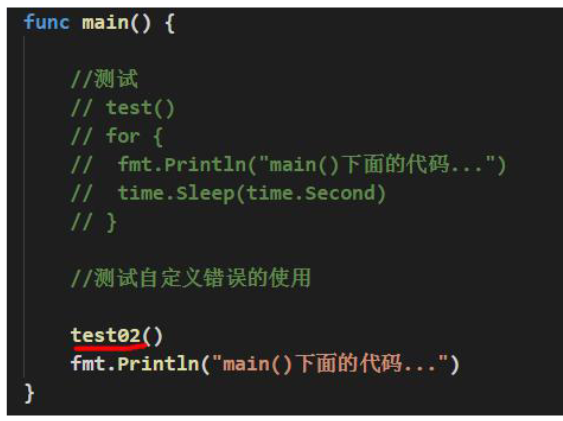 func main() {
//测试
// test()
// for {
// fmt.Println("main()下面的代码...")
// time.Sleep(time.Second)
// }
//测试自定义错误的使用
test02()
fmt.Println("main()下面的代码...")
}